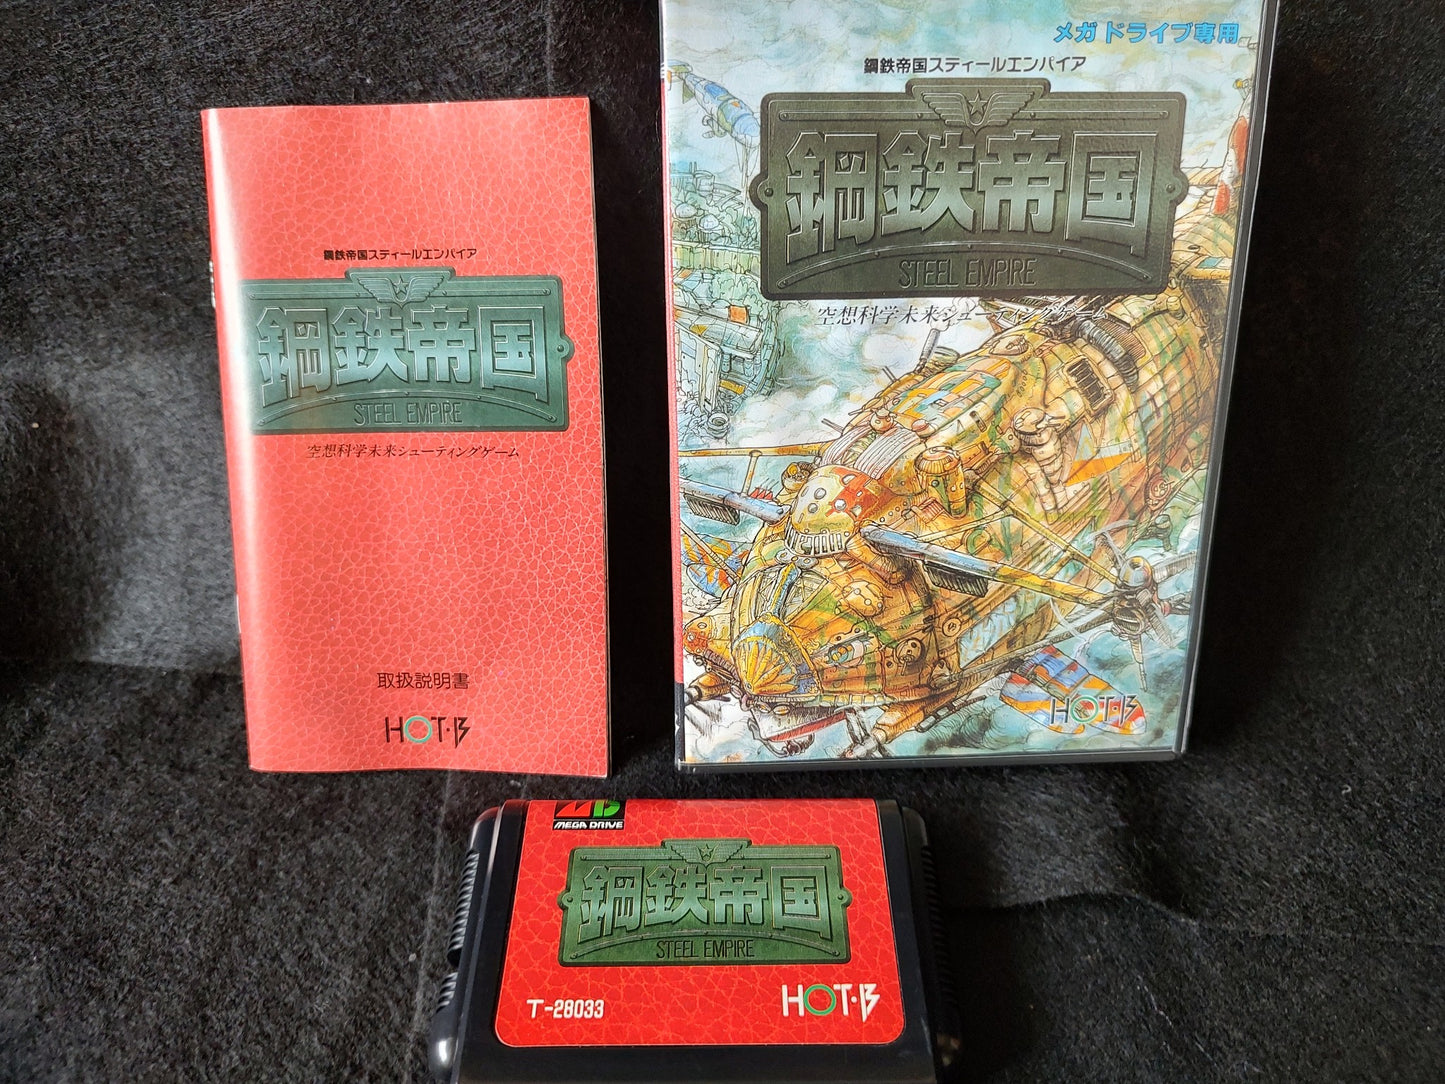 鋼鉄帝国スティールエンパイア
鋼鉄帝国
STEEL EMPIRE
空想科学未来シューティングゲーム
取扱説明書
HOT・B
メガドライブ専用
鋼鉄帝国スティールエンパイア
鋼鉄帝国
STEEL EMPIRE
空想科学未来シューティングゲーム
HOT・B
MEGA DRIVE
鋼鉄帝国
STEEL EMPIRE
T-28033
HOT・B